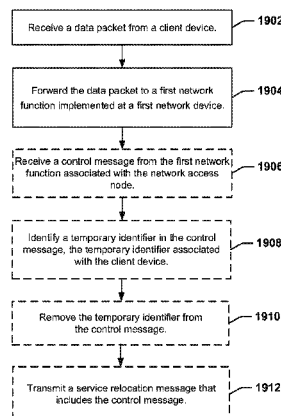 Receive a data packet from a client device.
1902
Forward the data packet to a first network
function implemented at a first network device.
1904
Receive a control message from the first network
function associated with the network access
node.
1906
Identify a temporary identifier in the control
message, the temporary identifier associated
with the client device.
1908
Remove the temporary identifier from
the control message.
1910
Transmit a service relocation message that
includes the control message.
1912